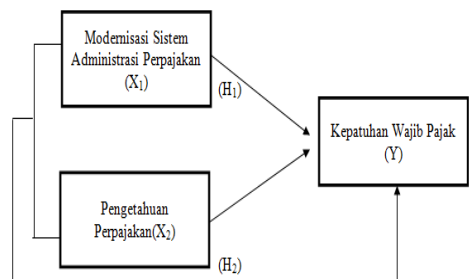 Modernisasi Sistem
Administrasi Perpajakan
(X₁)
(H₁)
Kepatuhan Wajib Pajak
(Y)
Pengetahuan
Perpajakan(X₂)
(H₂)